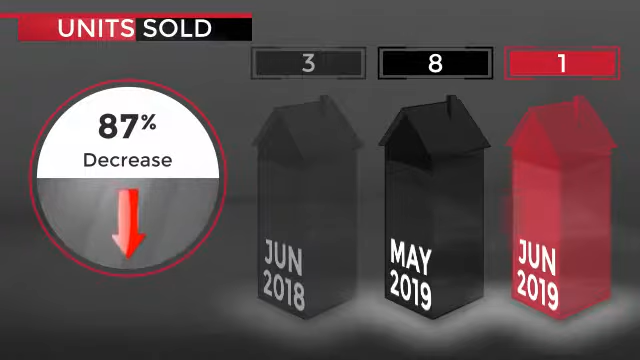 UNITS SOLD
3
8
1
87%
Decrease
JUN
2018
MAY
2019
JUN
2019